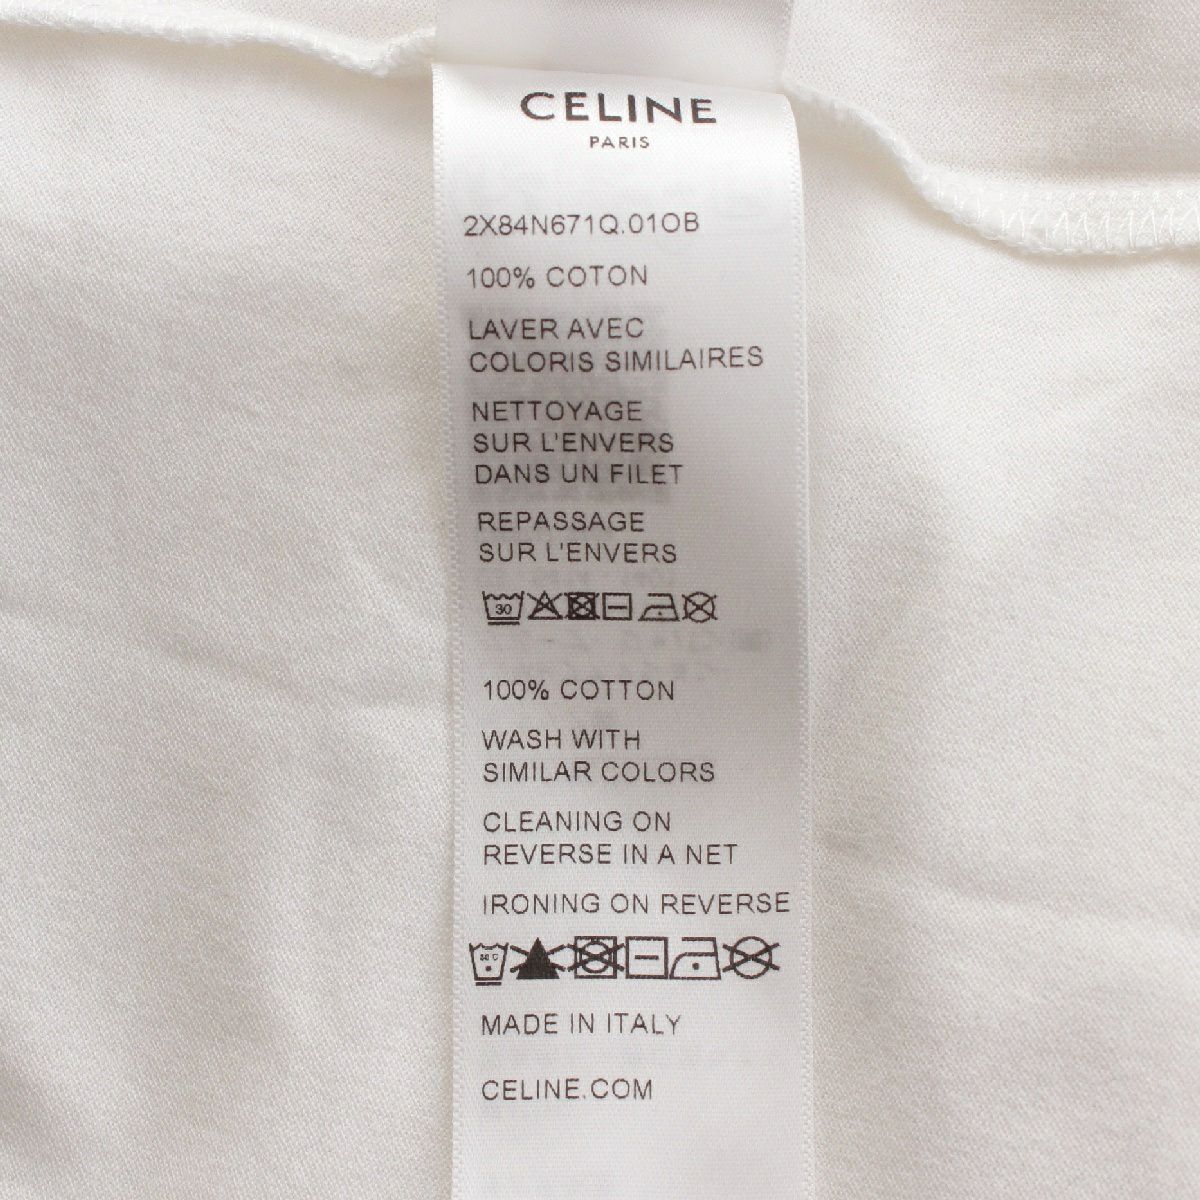 CELINE
PARIS
2X84N671Q.01OB
100% COTON
LAVER AVEC
COLORIS SIMILAIRES
NETTOYAGE
SUR L'ENVERS
DANS UN FILET
REPASSAGE
SUR L'ENVERS
30
100% COTTON
WASH WITH
SIMILAR COLORS
CLEANING ON
REVERSE IN A NET
IRONING ON REVERSE
MADE IN ITALY
CELINE.COM